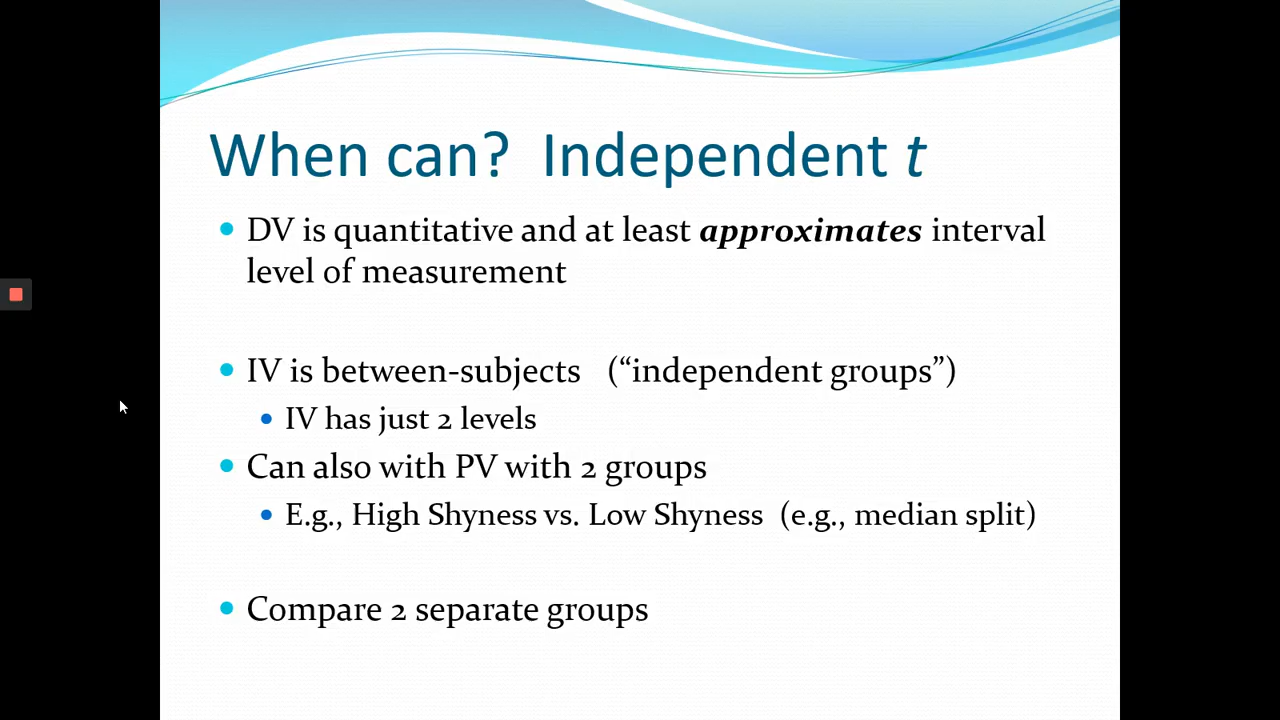 When can?  Independent t
DV is quantitative and at least approximates interval
level of measurement
IV is between-subjects   (“independent groups”)
IV has just 2 levels
Can also with PV with 2 groups
E.g., High Shyness vs. Low Shyness  (e.g., median split)
Compare 2 separate groups